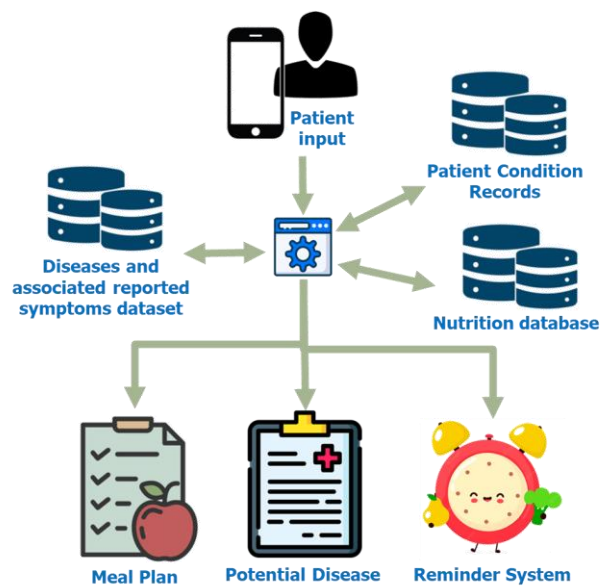 Patient
input
Patient Condition
Records
Diseases and
associated reported
symptoms dataset
Nutrition database
Meal Plan
Potential Disease
Reminder System